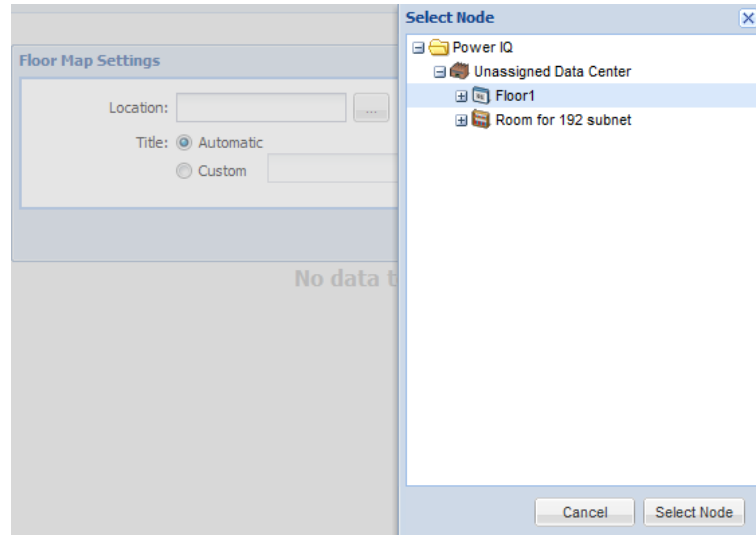 Select Node
Power IQ
Unassigned Data Center
Floor1
Room for 192 subnet
Cancel
Select Node
Floor Map Settings
Location:
...
Title:
Automatic
Custom
No data t